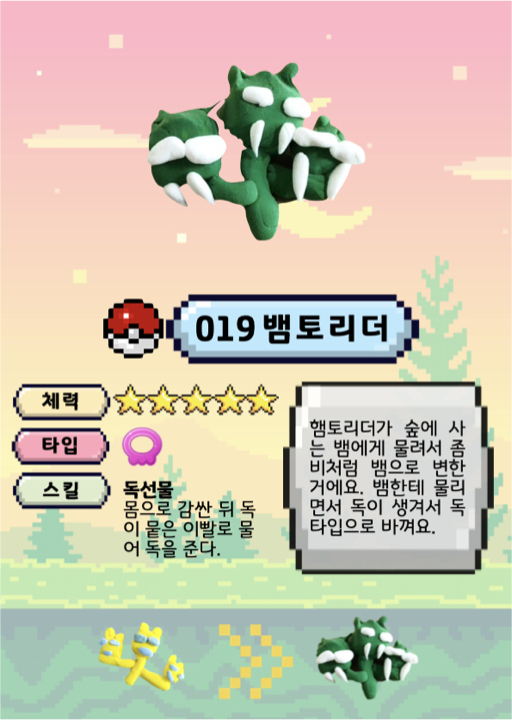 019 뱀토리더
체력
타입
스킬
독선물
몸으로 감싼 뒤 독
이 뭍은 이빨로 물
어 독을 준다.
햄토리더가 숲에 사
는 뱀에게 물려서 좀
비처럼 뱀으로 변한
거에요. 뱀한테 물리
면서 독이 생겨서 독
타입으로 바껴요.